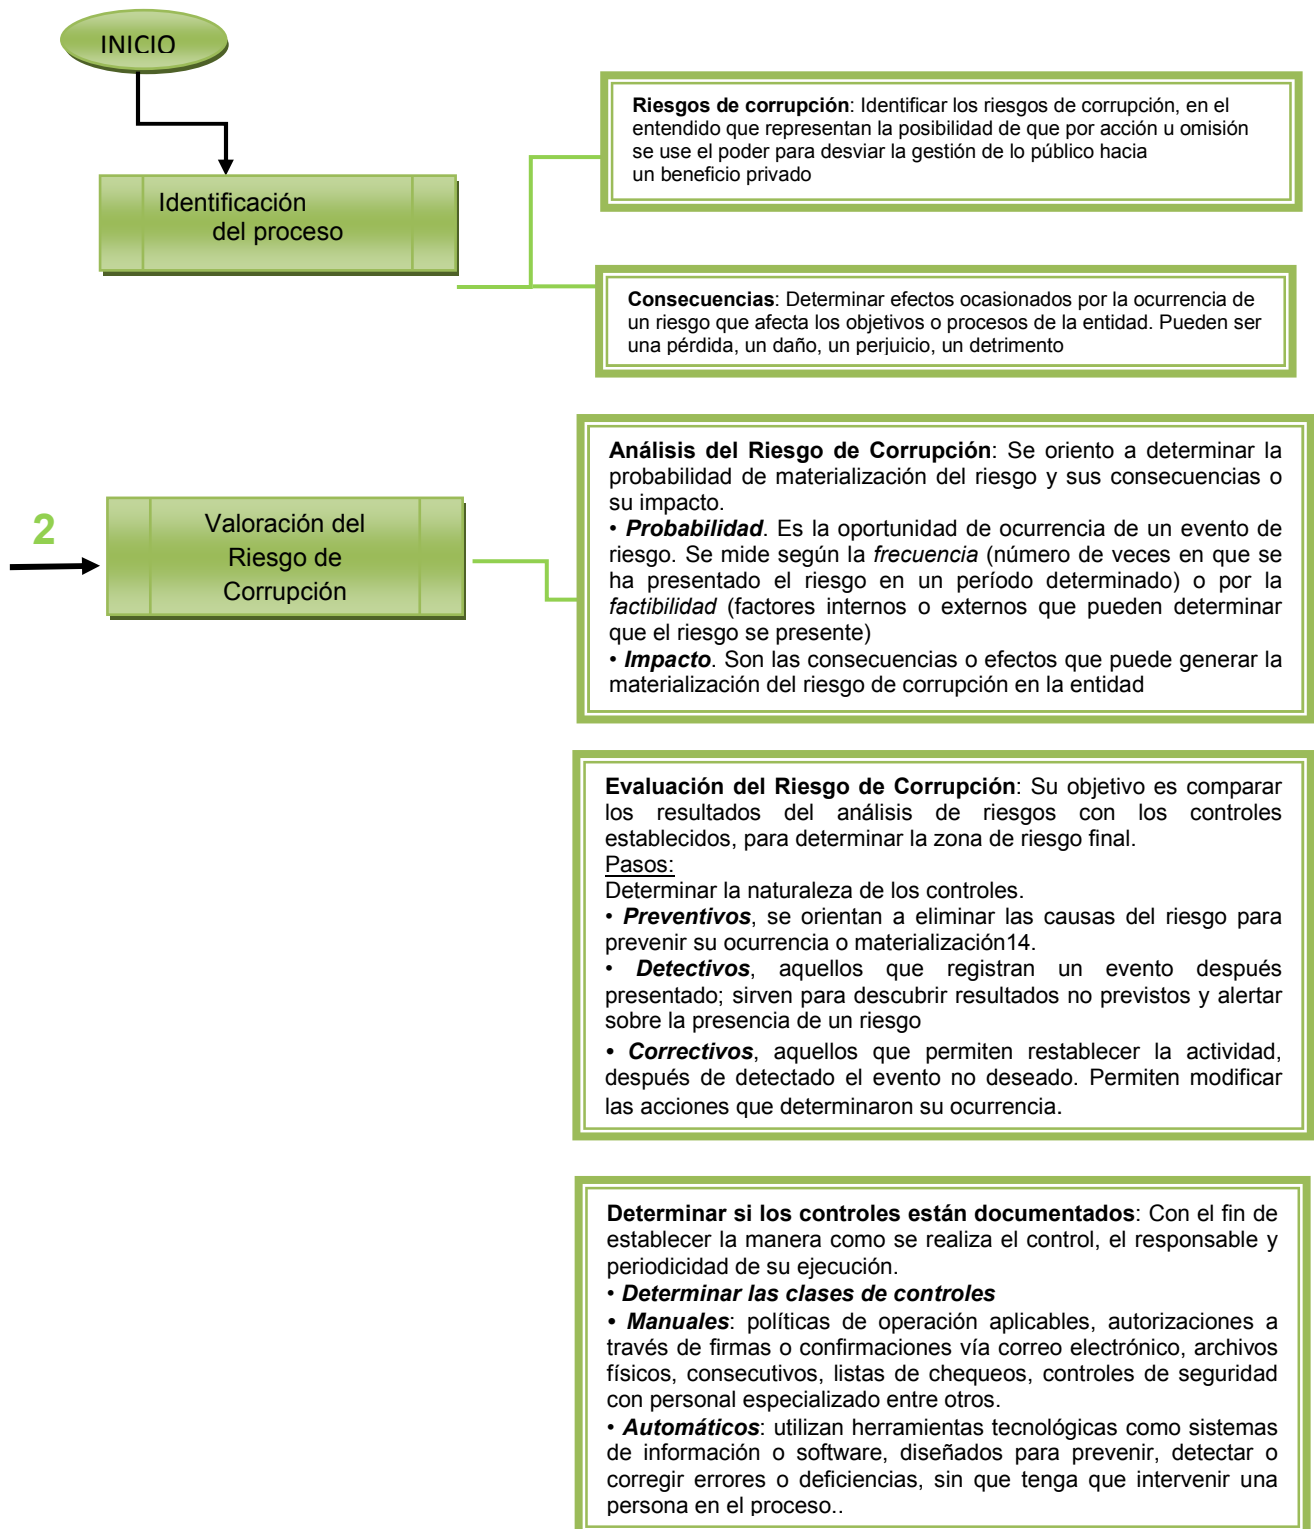 INICIO
Riesgos de corrupción: Identificar los riesgos de corrupción, en el
entendido que representan la posibilidad de que por acción u omisión
se use el poder para desviar la gestión de lo público hacia
un beneficio privado
Identificación
del proceso
Consecuencias: Determinar efectos ocasionados por la ocurrencia de
un riesgo que afecta los objetivos o procesos de la entidad. Pueden ser
una pérdida, un daño, un perjuicio, un detrimento
2
Valoración del
Riesgo de
Corrupción
Análisis del Riesgo de Corrupción: Se oriento a determinar la
probabilidad de materialización del riesgo y sus consecuencias o
su impacto.
• Probabilidad. Es la oportunidad de ocurrencia de un evento de
riesgo. Se mide según la frecuencia (número de veces en que se
ha presentado el riesgo en un período determinado) o por la
factibilidad (factores internos o externos que pueden determinar
que el riesgo se presente)
• Impacto. Son las consecuencias o efectos que puede generar la
materialización del riesgo de corrupción en la entidad
Evaluación del Riesgo de Corrupción: Su objetivo es comparar
los resultados del análisis de riesgos con los controles
establecidos, para determinar la zona de riesgo final.
Pasos:
Determinar la naturaleza de los controles.
• Preventivos, se orientan a eliminar las causas del riesgo para
prevenir su ocurrencia o materialización14.
• Detectivos, aquellos que registran un evento después
presentado; sirven para descubrir resultados no previstos y alertar
sobre la presencia de un riesgo
• Correctivos, aquellos que permiten restablecer la actividad,
después de detectado el evento no deseado. Permiten modificar
las acciones que determinaron su ocurrencia.
Determinar si los controles están documentados: Con el fin de
establecer la manera como se realiza el control, el responsable y
periodicidad de su ejecución.
• Determinar las clases de controles
• Manuales: políticas de operación aplicables, autorizaciones a
través de firmas o confirmaciones vía correo electrónico, archivos
físicos, consecutivos, listas de chequeos, controles de seguridad
con personal especializado entre otros.
• Automáticos: utilizan herramientas tecnológicas como sistemas
de información o software, diseñados para prevenir, detectar o
corregir errores o deficiencias, sin que tenga que intervenir una
persona en el proceso..